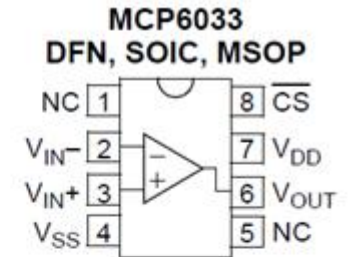 MCP6033
DFN, SOIC, MSOP
NC 1 8 C̅S̅
VIN– 2 7 VDD
VIN+ 3 6 VOUT
VSS 4 5 NC
– 
+